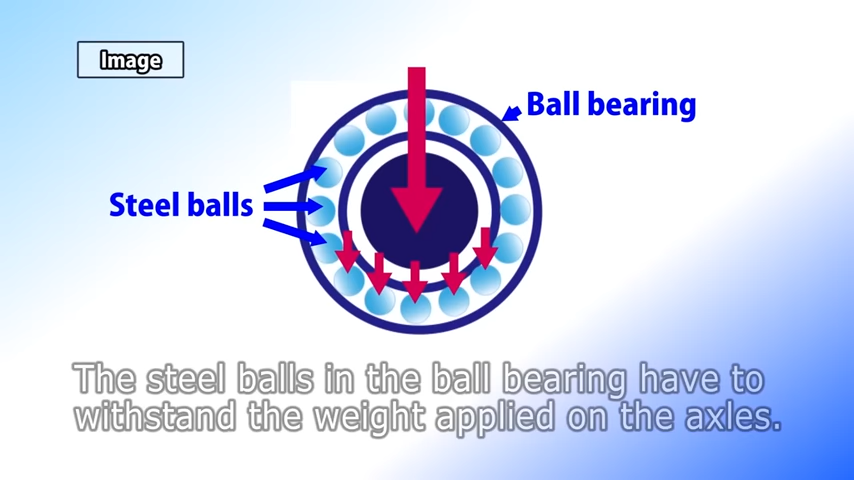 Image
Ball bearing
Steel balls
The steel balls in the ball bearing have to
withstand the weight applied on the axles.